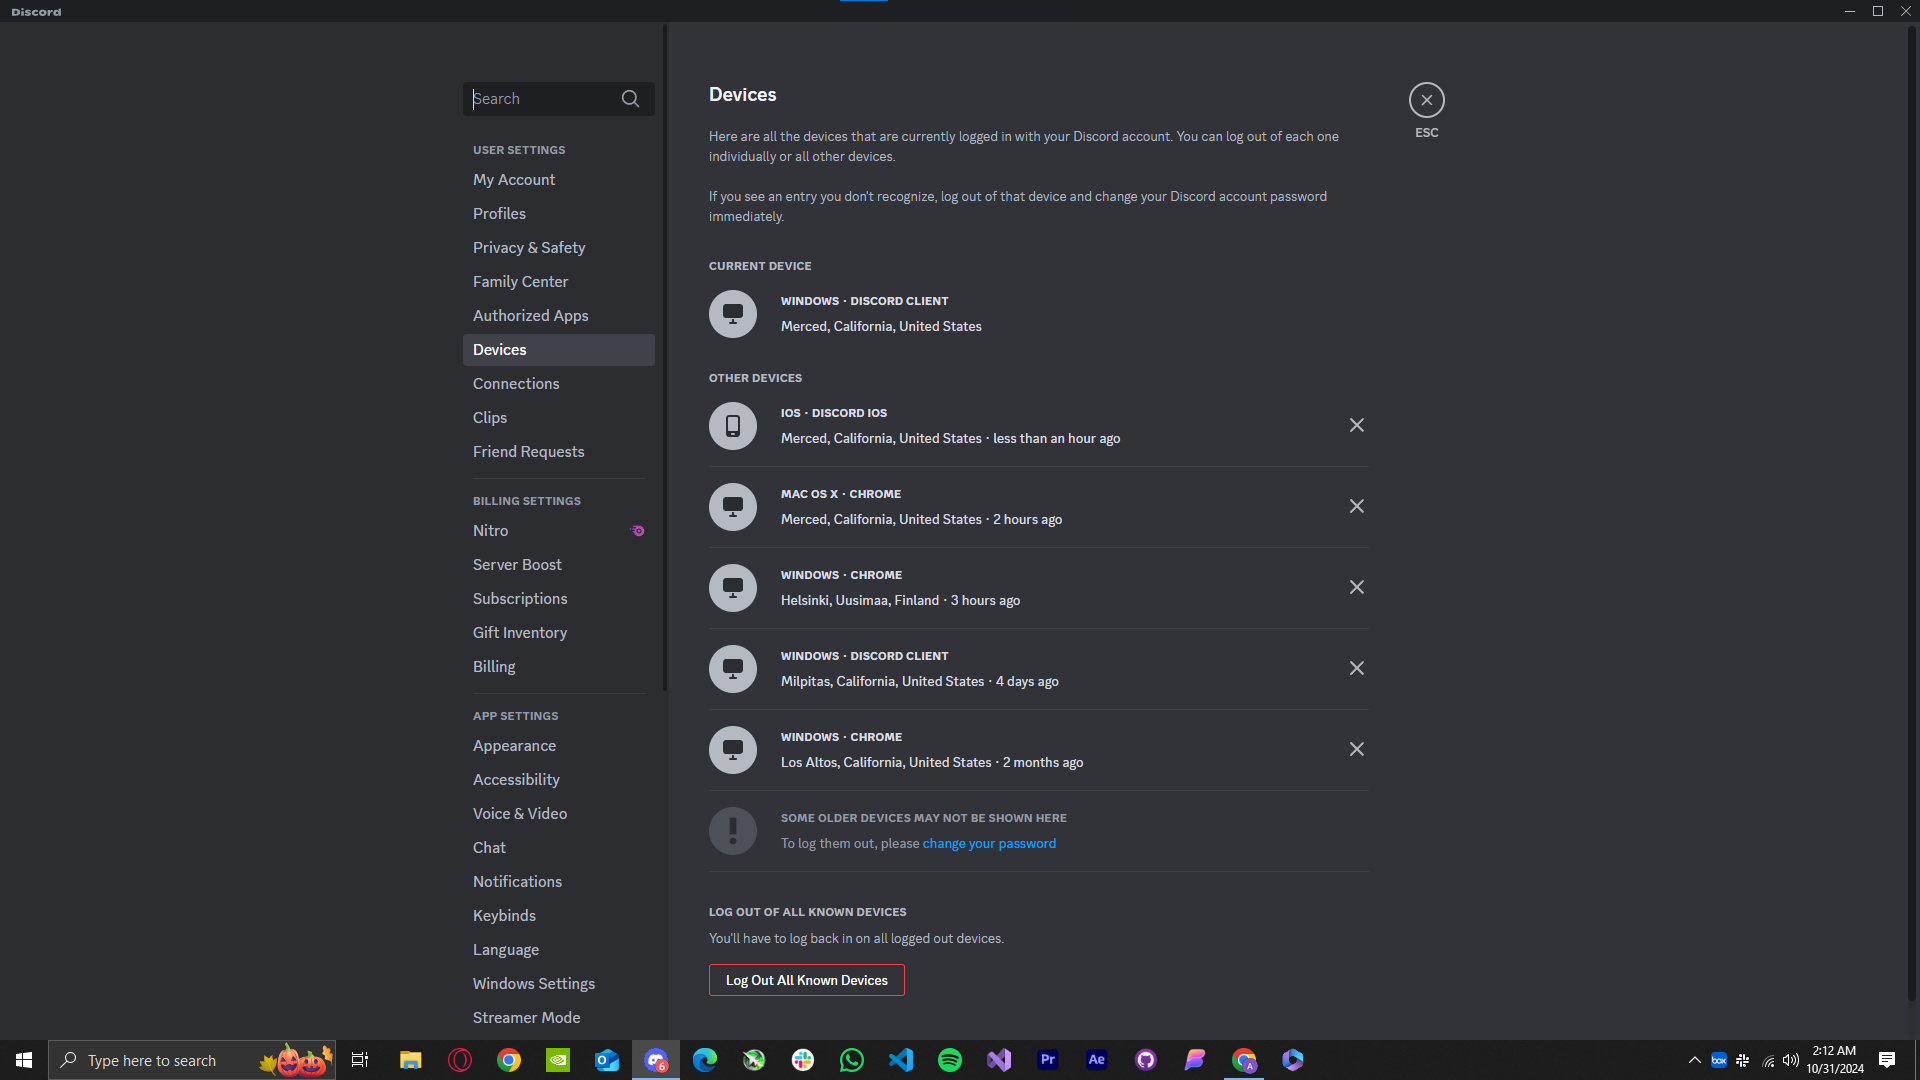 Discord
Search
USER SETTINGS
My Account
Profiles
Privacy & Safety
Family Center
Authorized Apps
Devices
Connections
Clips
Friend Requests
BILLING SETTINGS
Nitro
Server Boost
Subscriptions
Gift Inventory
Billing
APP SETTINGS
Appearance
Accessibility
Voice & Video
Chat
Notifications
Keybinds
Language
Windows Settings
Streamer Mode
Devices
Here are all the devices that are currently logged in with your Discord account. You can log out of each one
individually or all other devices.
If you see an entry you don't recognize, log out of that device and change your Discord account password
immediately.
CURRENT DEVICE
WINDOWS · DISCORD CLIENT
Merced, California, United States
OTHER DEVICES
IOS · DISCORD IOS
Merced, California, United States · less than an hour ago
MAC OS X · CHROME
Merced, California, United States · 2 hours ago
WINDOWS · CHROME
Helsinki, Uusimaa, Finland · 3 hours ago
WINDOWS · DISCORD CLIENT
Milpitas, California, United States · 4 days ago
WINDOWS · CHROME
Los Altos, California, United States · 2 months ago
SOME OLDER DEVICES MAY NOT BE SHOWN HERE
To log them out, please change your password
LOG OUT OF ALL KNOWN DEVICES
You'll have to log back in on all logged out devices.
Log Out All Known Devices
ESC
Type here to search
6
Pr
Ae
A
box
2:12 AM
10/31/2024